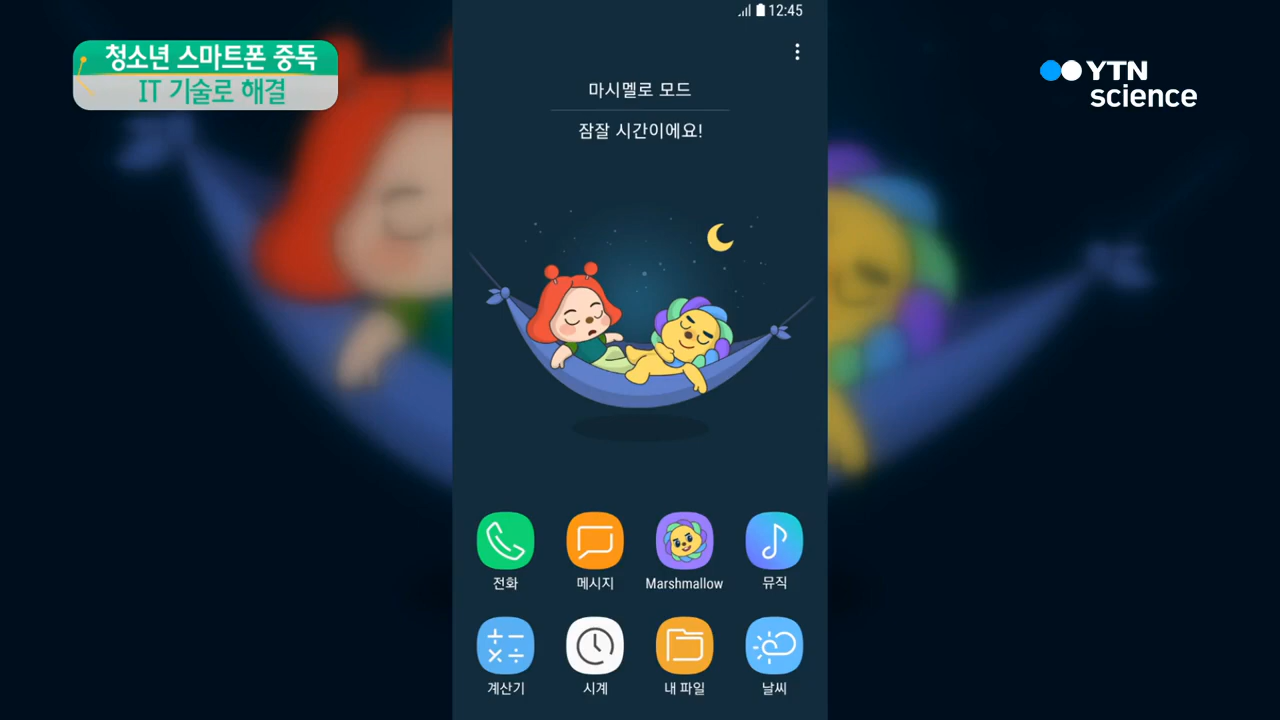 청소년 스마트폰 중독
IT 기술로 해결
YTN
science
12:45
마시멜로 모드
잠잘 시간이에요!
전화
메시지
Marshmallow
뮤직
계산기
시계
내 파일
날씨